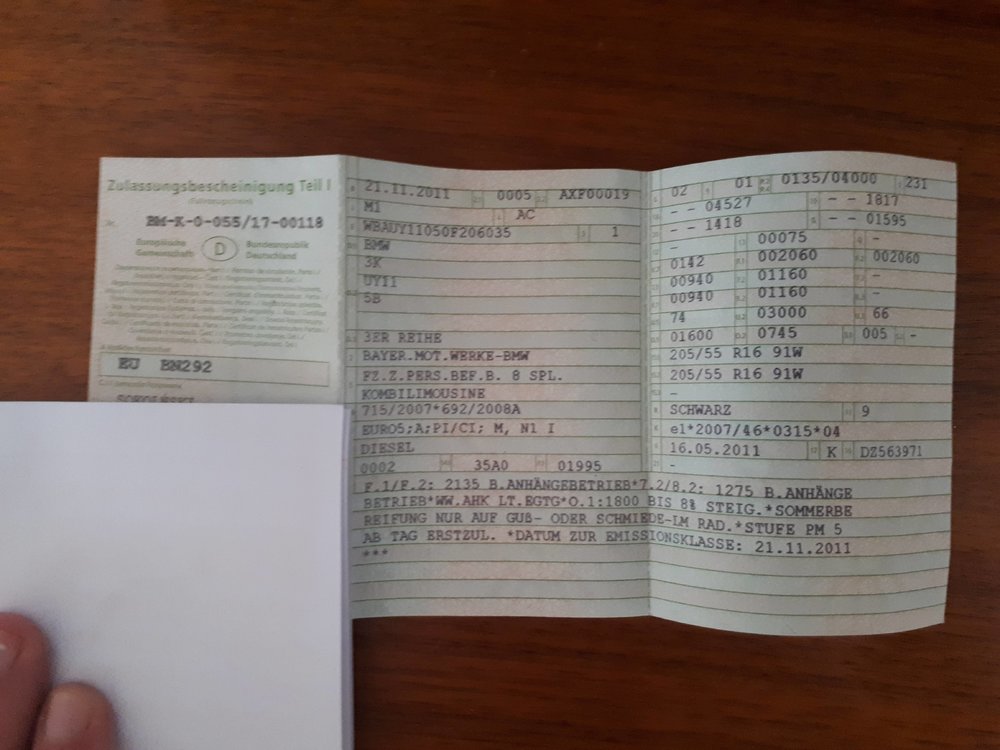 Zulassungsbescheinigung Teil I
(Fahrzeugschein)
BM-K-0-055/17-00118
Europäische Gemeinschaft D Bundesrepublik Deutschland
EU BN292
21.11.2011 0005 AXF00019
M1 AC
WBAUY11050F206035 1
BMW
3K
UY11
5B
3ER REIHE
BAYER.MOT.WERKE-BMW
FZ.Z.PERS.BEF.B. 8 SPL.
KOMBILIMOUSINE
715/2007*692/2008A
EURO5;A;PI/CI; M, N1 I
DIESEL
0002 35A0 01995
02 01 0135/04000 231
- - 04527 - - 1817
- - 1418 - - 01595
- 00075 -
0142 002060 002060
00940 01160 -
00940 01160 -
74 03000 66
01600 0745 005 -
205/55 R16 91W
205/55 R16 91W
-
SCHWARZ 9
e1*2007/46*0315*04
16.05.2011 K DZ563971
-
F.1/F.2: 2135 B.ANHÄNGEBETRIEB*7.2/8.2: 1275 B.ANHÄNGE
BETRIEB*WW.AHK LT.EGTG*O.1:1800 BIS 8% STEIG.*SOMMERBE
REIFUNG NUR AUF GUß- ODER SCHMIEDE-LM RAD.*STUFE PM 5
AB TAG ERSTZUL. *DATUM ZUR EMISSIONSKLASSE: 21.11.2011
***